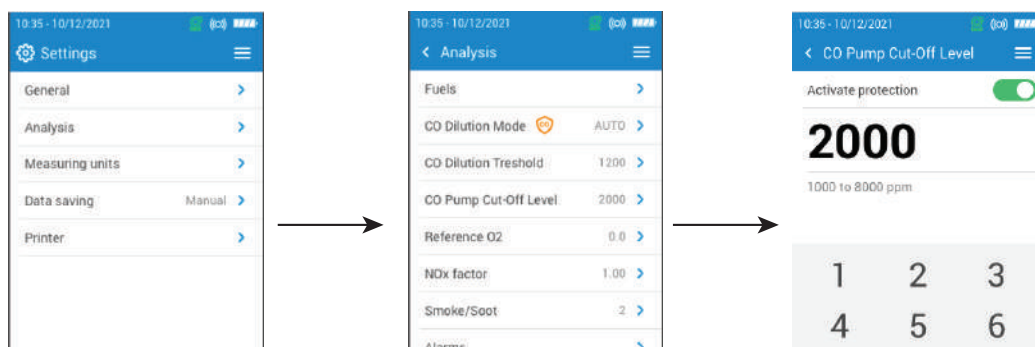 10:35 - 10/12/2021
Settings
General
Analysis
Measuring units
Data saving Manual
Printer
10:35 - 10/12/2021
Analysis
Fuels
CO Dilution Mode CO AUTO
CO Dilution Treshold 1200
CO Pump Cut-Off Level 2000
Reference O2 0.0
NOx factor 1.00
Smoke/Soot 2
Alarms
10:35 - 10/12/2021
CO Pump Cut-Off Level
Activate protection
2000
1000 to 8000 ppm
1 2 3
4 5 6